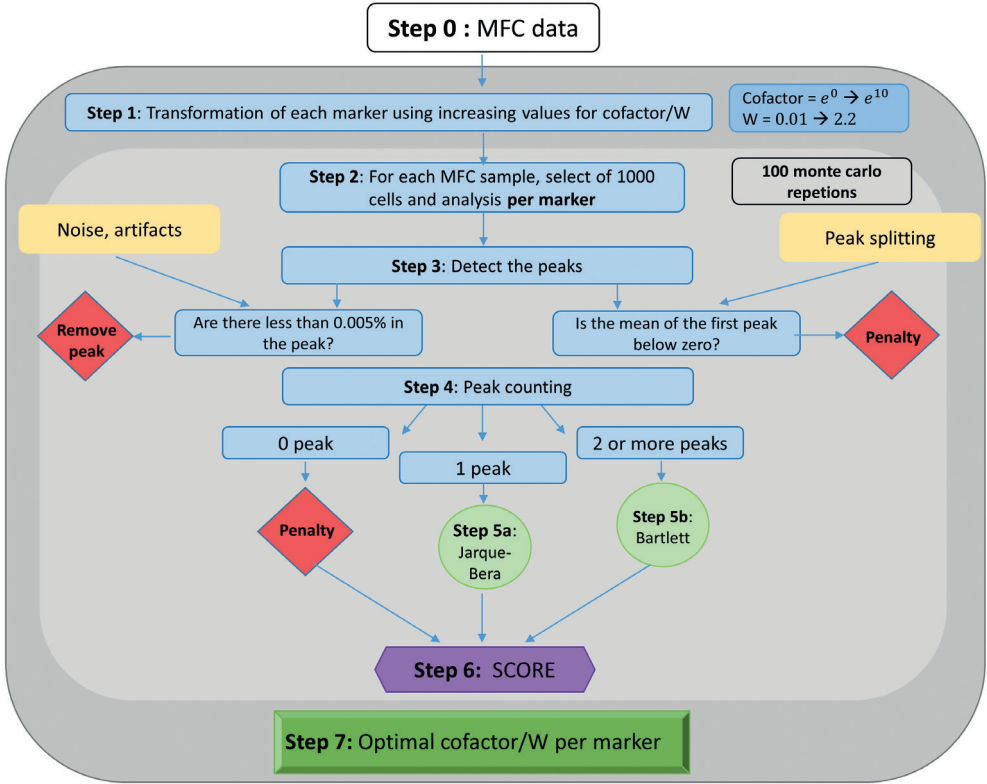 Step 0 : MFC data
Step 1: Transformation of each marker using increasing values for cofactor/W
Cofactor = e⁰ → e¹⁰
W = 0.01 → 2.2
Step 2: For each MFC sample, select of 1000
cells and analysis per marker
100 monte carlo
repetions
Noise, artifacts
Peak splitting
Step 3: Detect the peaks
Remove
peak
Are there less than 0.005% in
the peak?
Is the mean of the first peak
below zero?
Penalty
Step 4: Peak counting
0 peak
1 peak
2 or more peaks
Penalty
Step 5a:
Jarque-
Bera
Step 5b:
Bartlett
Step 6: SCORE
Step 7: Optimal cofactor/W per marker